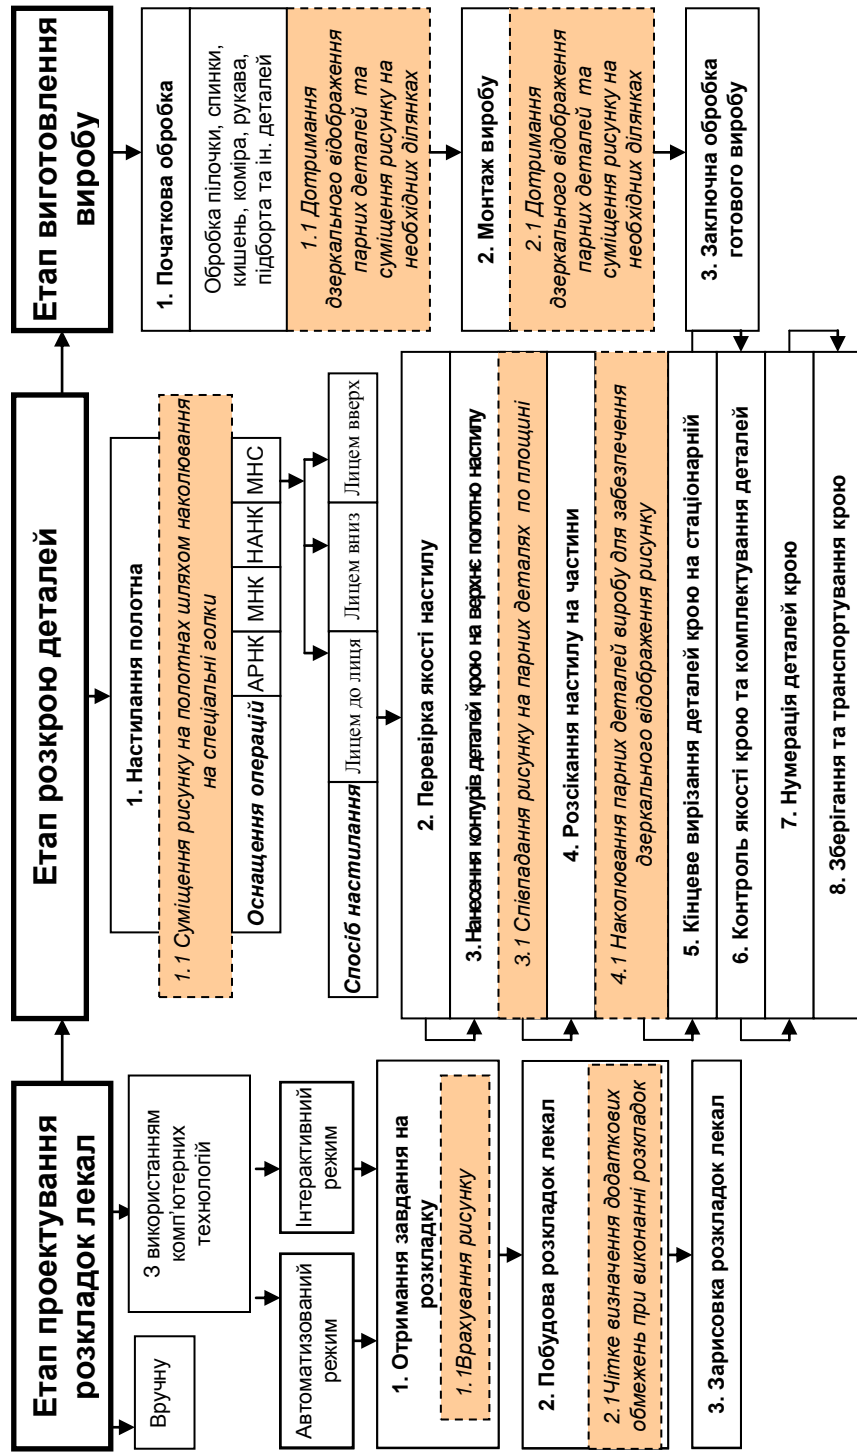 Етап проектування
розкладок лекал
Вручну
З використанням
комп'ютерних
технологій
Автоматизований
режим
Інтерактивний
режим
1. Отримання завдання на
розкладку
1.1Врахування рисунку
2. Побудова розкладок лекал
2.1Чітке визначення додаткових
обмежень при виконанні розкладок
3. Зарисовка розкладок лекал
Етап розкрою деталей
1. Настилання полотна
1.1 Суміщення рисунку на полотнах шляхом наколювання
на спеціальні голки
Оснащення операцій
АРНК
МНК
НАНК
МНС
Спосіб настилання
Лицем до лиця
Лицем вниз
Лицем вверх
2. Перевірка якості настилу
3. Нанесення контурів деталей крою на верхнє полотно настилу
3.1 Співпадання рисунку на парних деталях по площині
4. Розсікання настилу на частини
4.1 Наколювання парних деталей виробу для забезпечення
дзеркального відображення рисунку
5. Кінцеве вирізання деталей крою на стаціонарній
6. Контроль якості крою та комплектування деталей
7. Нумерація деталей крою
8. Зберігання та транспортування крою
Етап виготовлення
виробу
1. Початкова обробка
Обробка пілочки, спинки,
кишень, коміра, рукава,
підборта та ін. деталей
1.1 Дотримання
дзеркального відображення
парних деталей та
суміщення рисунку на
необхідних ділянках
2. Монтаж виробу
2.1 Дотримання
дзеркального відображення
парних деталей та
суміщення рисунку на
необхідних ділянках
3. Заключна обробка
готового виробу